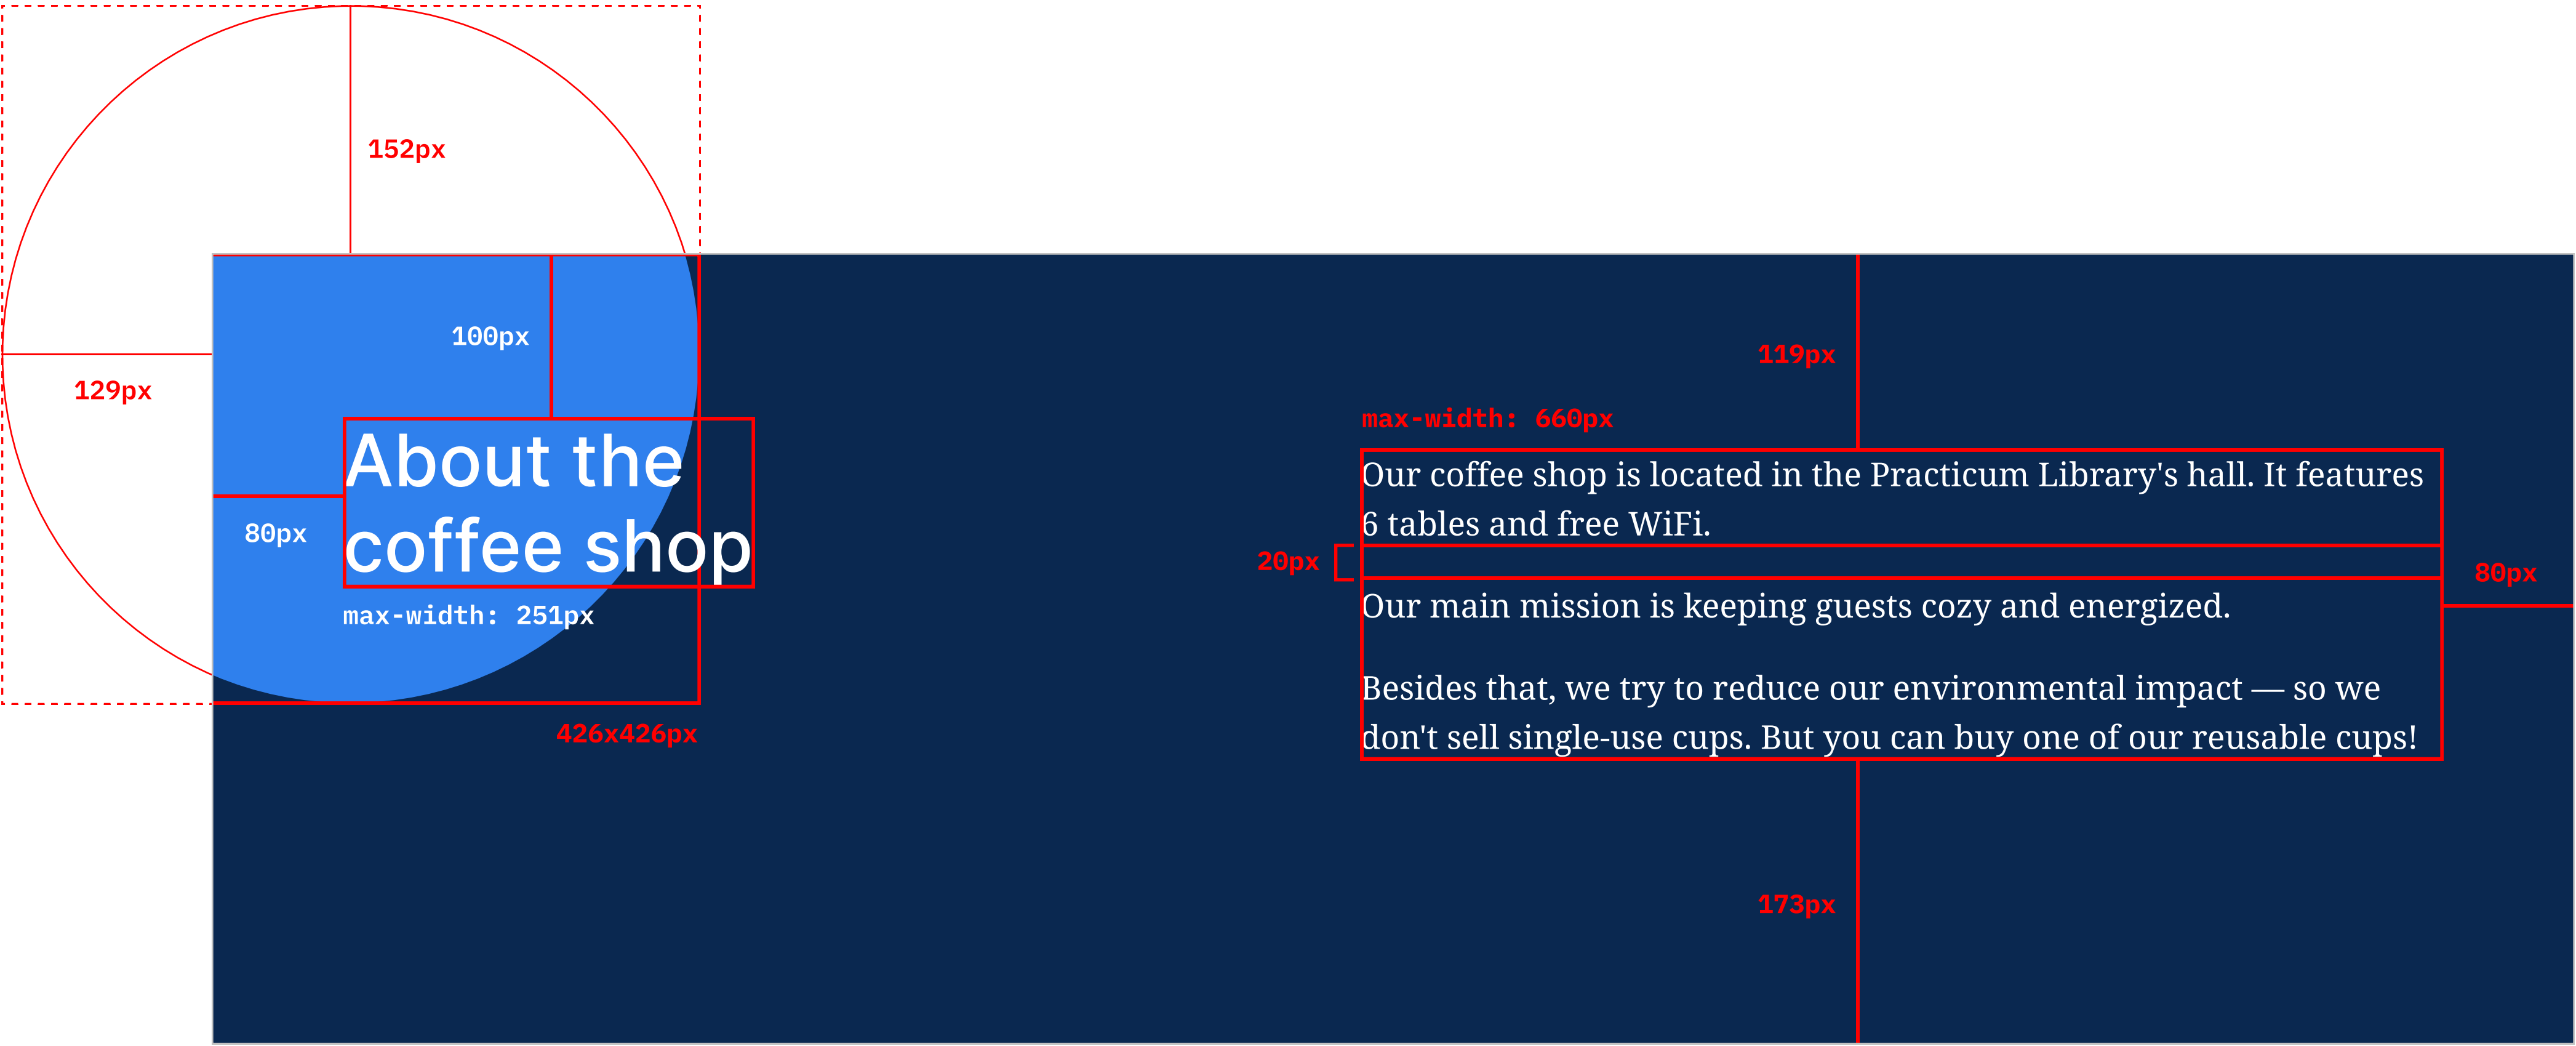 152px
129px
100px
80px
About the
coffee shop
max-width: 251px
426x426px
119px
max-width: 660px
Our coffee shop is located in the Practicum Library's hall. It features
6 tables and free WiFi.
20px
80px
Our main mission is keeping guests cozy and energized.
Besides that, we try to reduce our environmental impact — so we
don't sell single-use cups. But you can buy one of our reusable cups!
173px